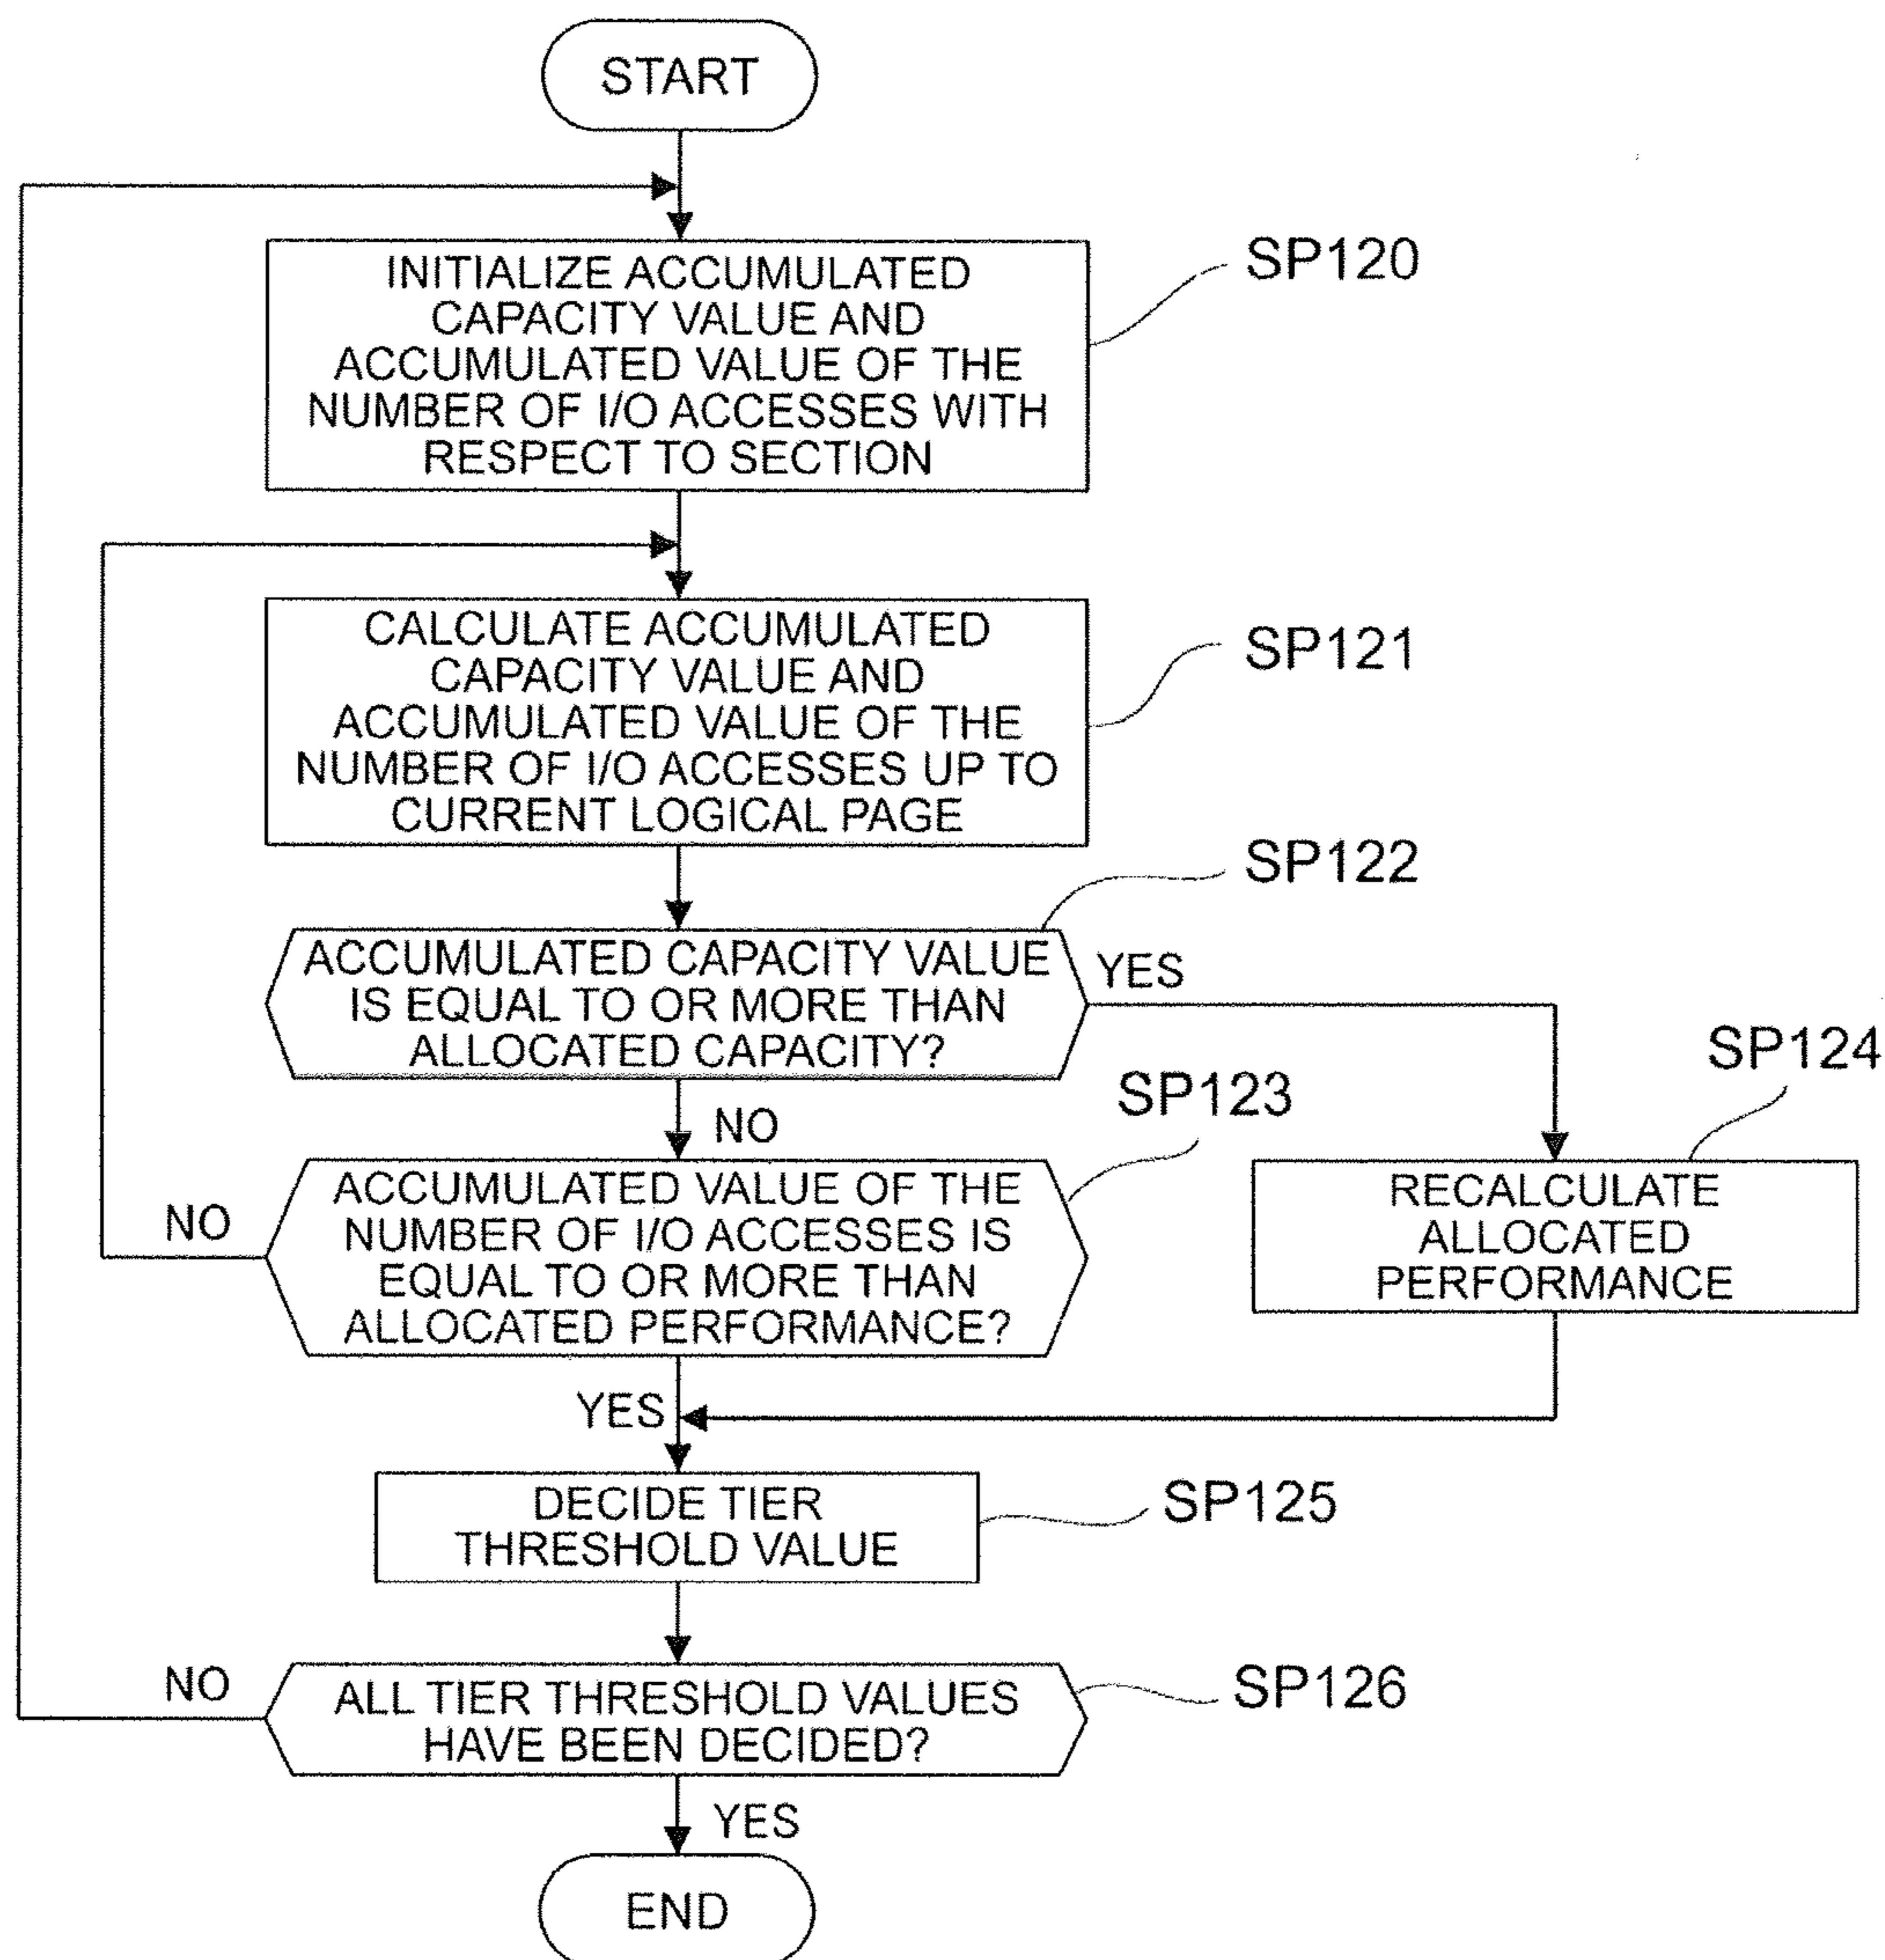 START
INITIALIZE ACCUMULATED
CAPACITY VALUE AND
ACCUMULATED VALUE OF THE
NUMBER OF I/O ACCESSES WITH
RESPECT TO SECTION
SP120
CALCULATE ACCUMULATED
CAPACITY VALUE AND
ACCUMULATED VALUE OF THE
NUMBER OF I/O ACCESSES UP TO
CURRENT LOGICAL PAGE
SP121
SP122
ACCUMULATED CAPACITY VALUE
IS EQUAL TO OR MORE THAN
ALLOCATED CAPACITY?
YES
NO
SP123
SP124
ACCUMULATED VALUE OF THE
NUMBER OF I/O ACCESSES IS
EQUAL TO OR MORE THAN
ALLOCATED PERFORMANCE?
NO
RECALCULATE
ALLOCATED
PERFORMANCE
YES
DECIDE TIER
THRESHOLD VALUE
SP125
NO
ALL TIER THRESHOLD VALUES
HAVE BEEN DECIDED?
SP126
YES
END